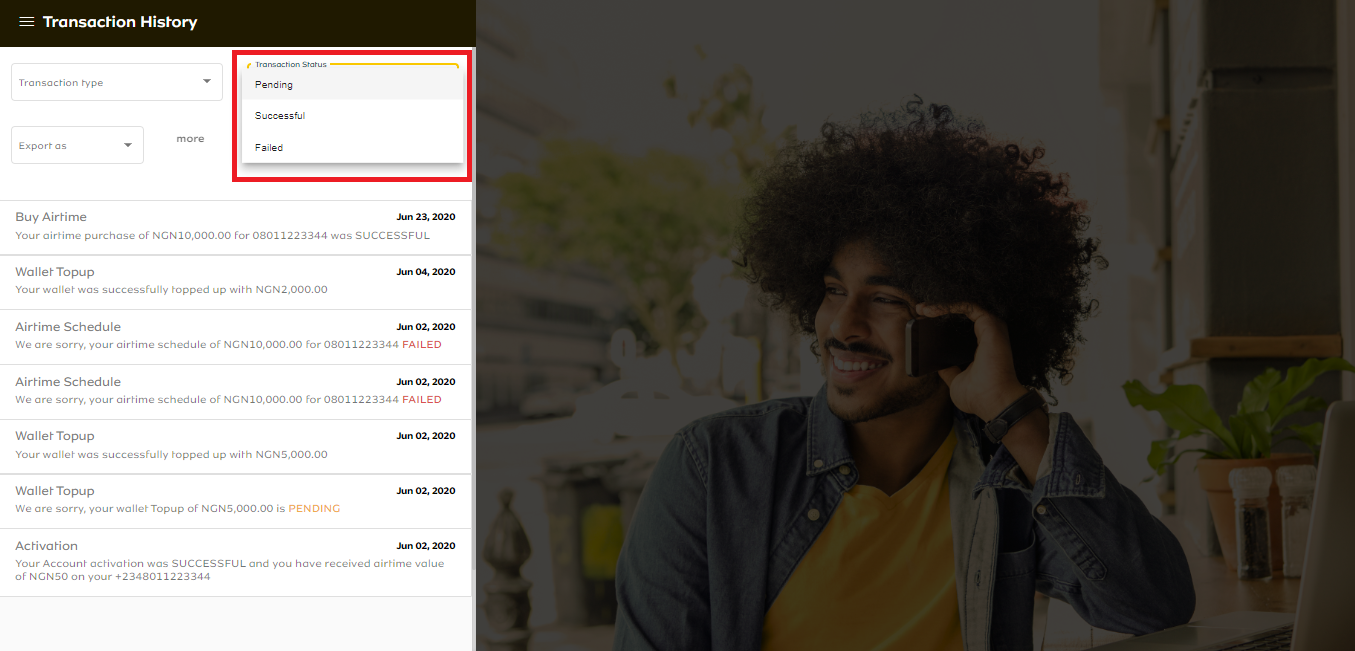 Transaction History
Transaction type
Transaction Status
Pending
Successful
Failed
Export as
more
Buy Airtime
Jun 23, 2020
Your airtime purchase of NGN10,000.00 for 08011223344 was SUCCESSFUL
Wallet Topup
Jun 04, 2020
Your wallet was successfully topped up with NGN2,000.00
Airtime Schedule
Jun 02, 2020
We are sorry, your airtime schedule of NGN10,000.00 for 08011223344 FAILED
Airtime Schedule
Jun 02, 2020
We are sorry, your airtime schedule of NGN10,000.00 for 08011223344 FAILED
Wallet Topup
Jun 02, 2020
Your wallet was successfully topped up with NGN5,000.00
Wallet Topup
Jun 02, 2020
We are sorry, your wallet Topup of NGN5,000.00 is PENDING
Activation
Jun 02, 2020
Your Account activation was SUCCESSFUL and you have received airtime value
of NGN50 on your +2348011223344